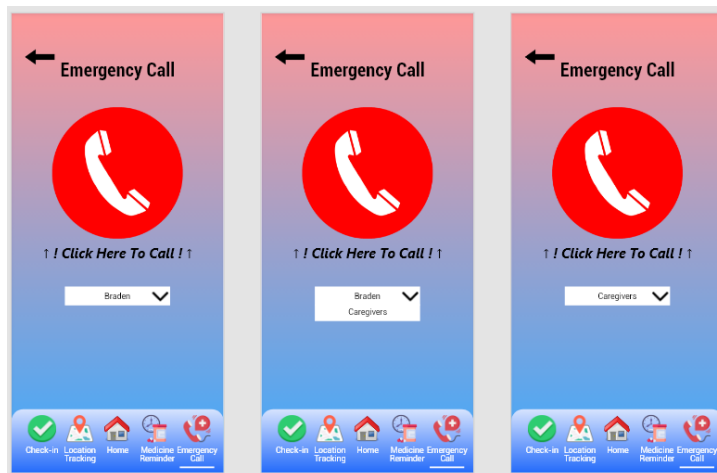 Emergency Call
↑ ! Click Here To Call ! ↑
Braden
Check-in
Location
Tracking
Home
Medicine
Reminder
Emergency
Call
Emergency Call
↑ ! Click Here To Call ! ↑
Braden
Caregivers
Check-in
Location
Tracking
Home
Medicine
Reminder
Emergency
Call
Emergency Call
↑ ! Click Here To Call ! ↑
Caregivers
Check-in
Location
Tracking
Home
Medicine
Reminder
Emergency
Call